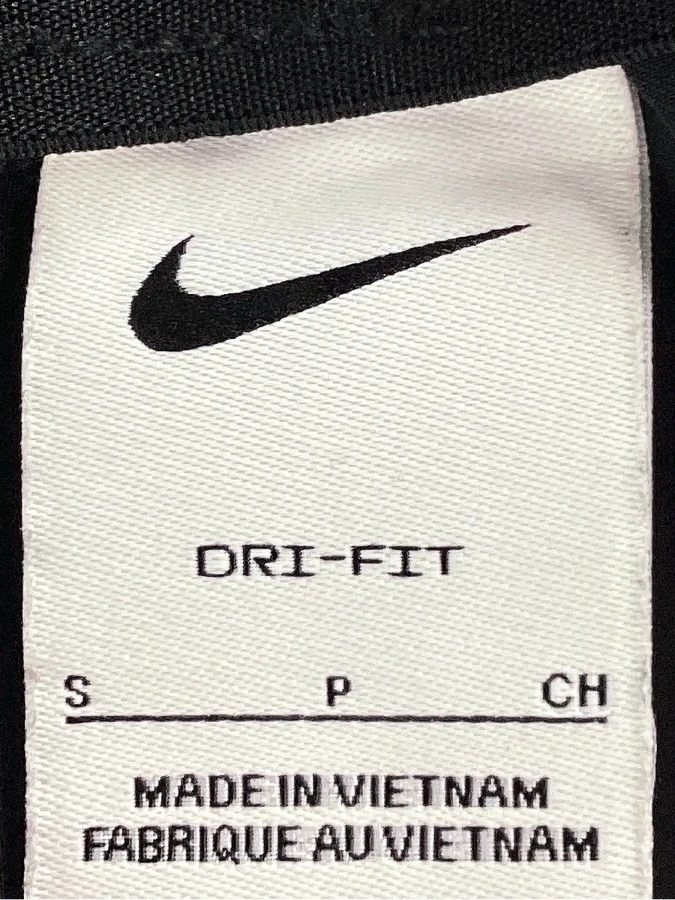 DRI-FIT
S P CH
MADE IN VIETNAM
FABRIQUE AU VIETNAM